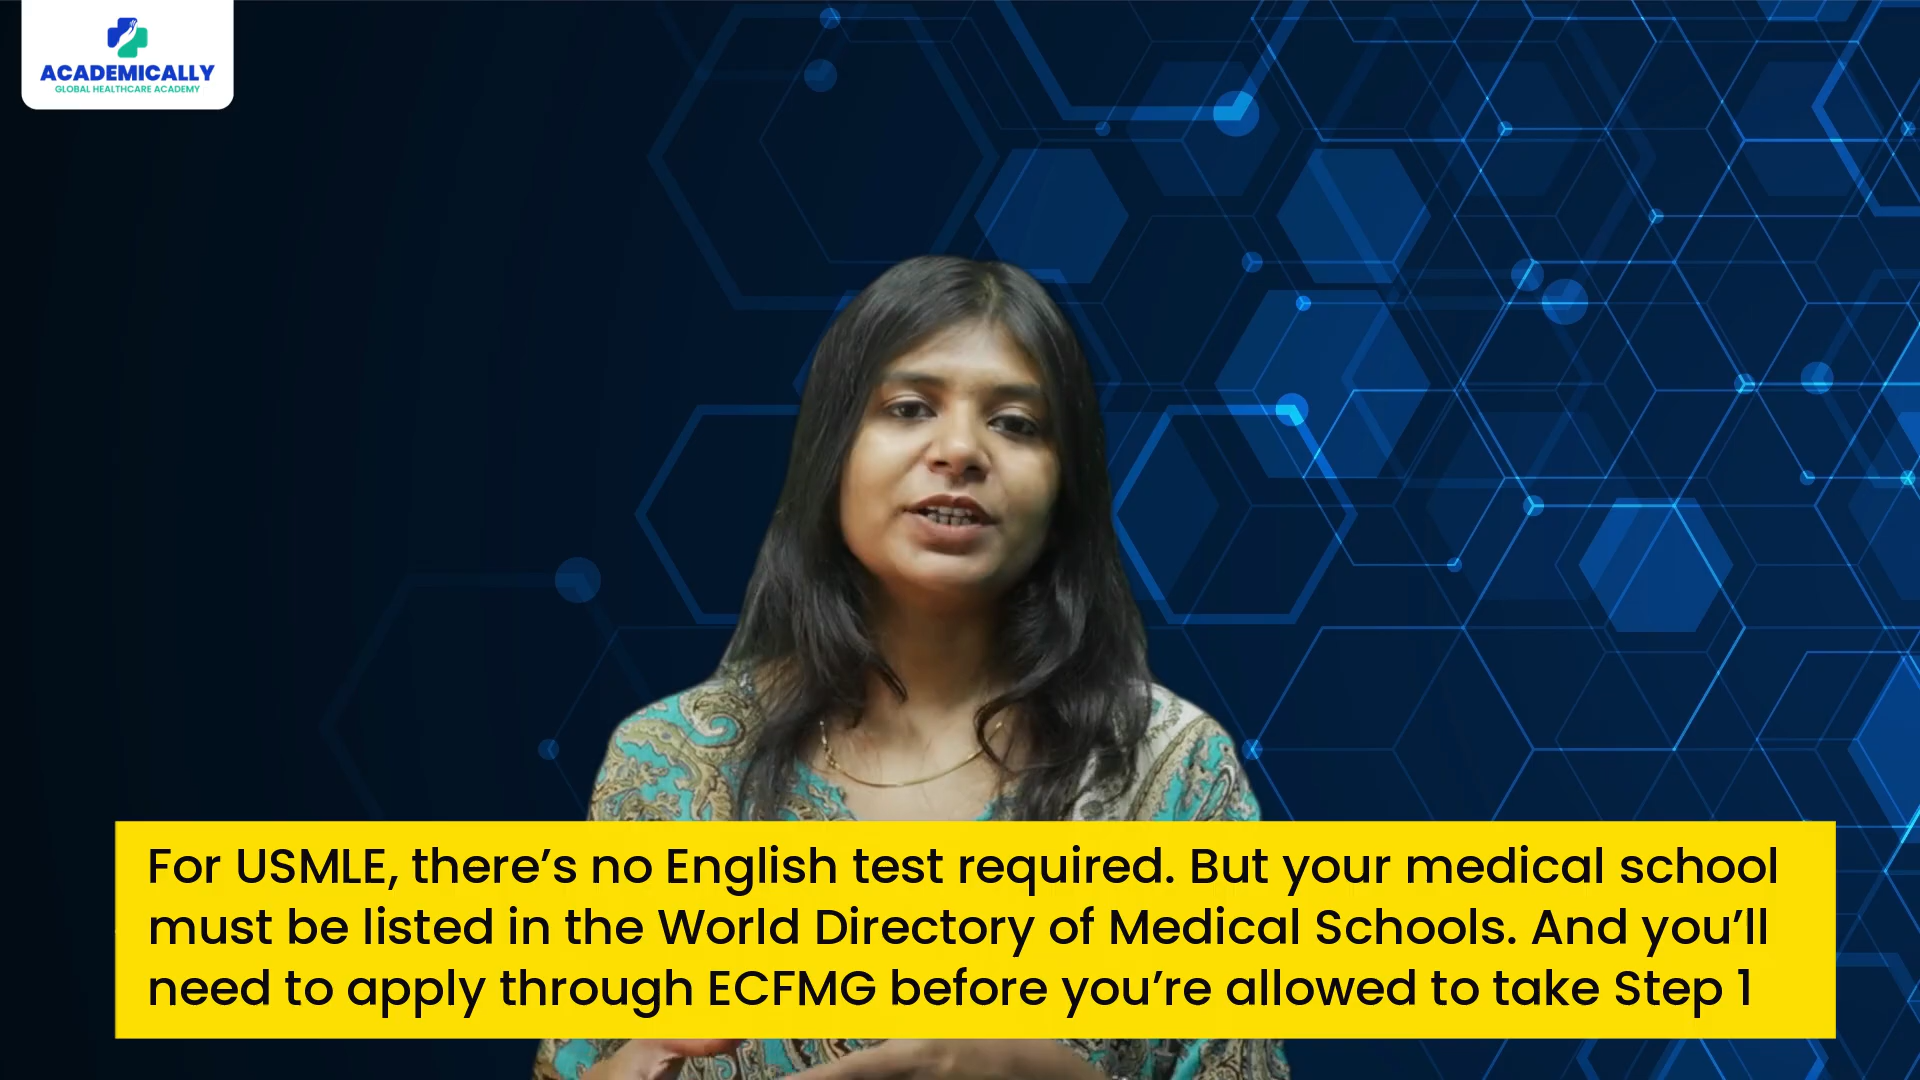 ACADEMICALLY
GLOBAL HEALTHCARE ACADEMY
For USMLE, there’s no English test required. But your medical school
must be listed in the World Directory of Medical Schools. And you’ll
need to apply through ECFMG before you’re allowed to take Step 1